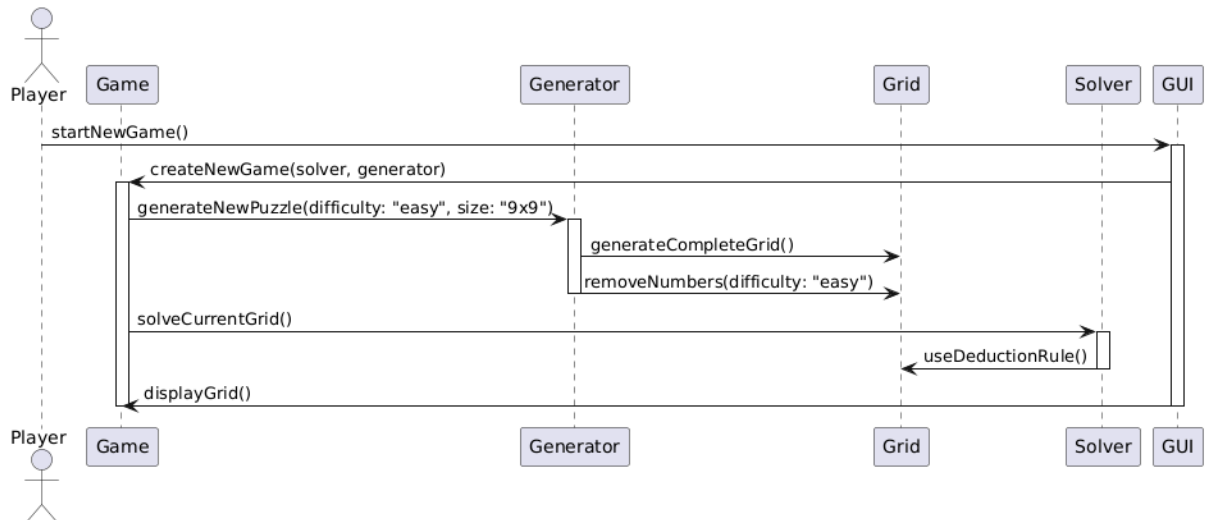 Player
Game
Generator
Grid
Solver
GUI
startNewGame()
createNewGame(solver, generator)
generateNewPuzzle(difficulty: "easy", size: "9x9")
generateCompleteGrid()
removeNumbers(difficulty: "easy")
solveCurrentGrid()
useDeductionRule()
displayGrid()
Player
Game
Generator
Grid
Solver
GUI